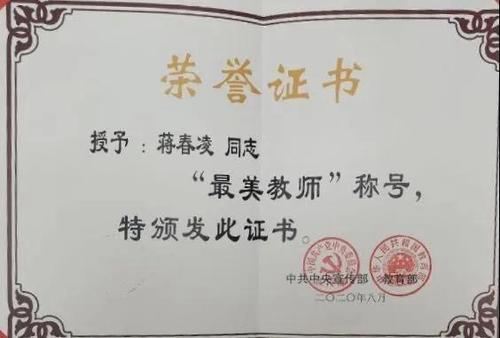 荣誉证书
授予：蒋春凌 同志
“最美教师”称号，
特颁发此证书。
中共中央宣传部 教育部
二〇二〇年八月